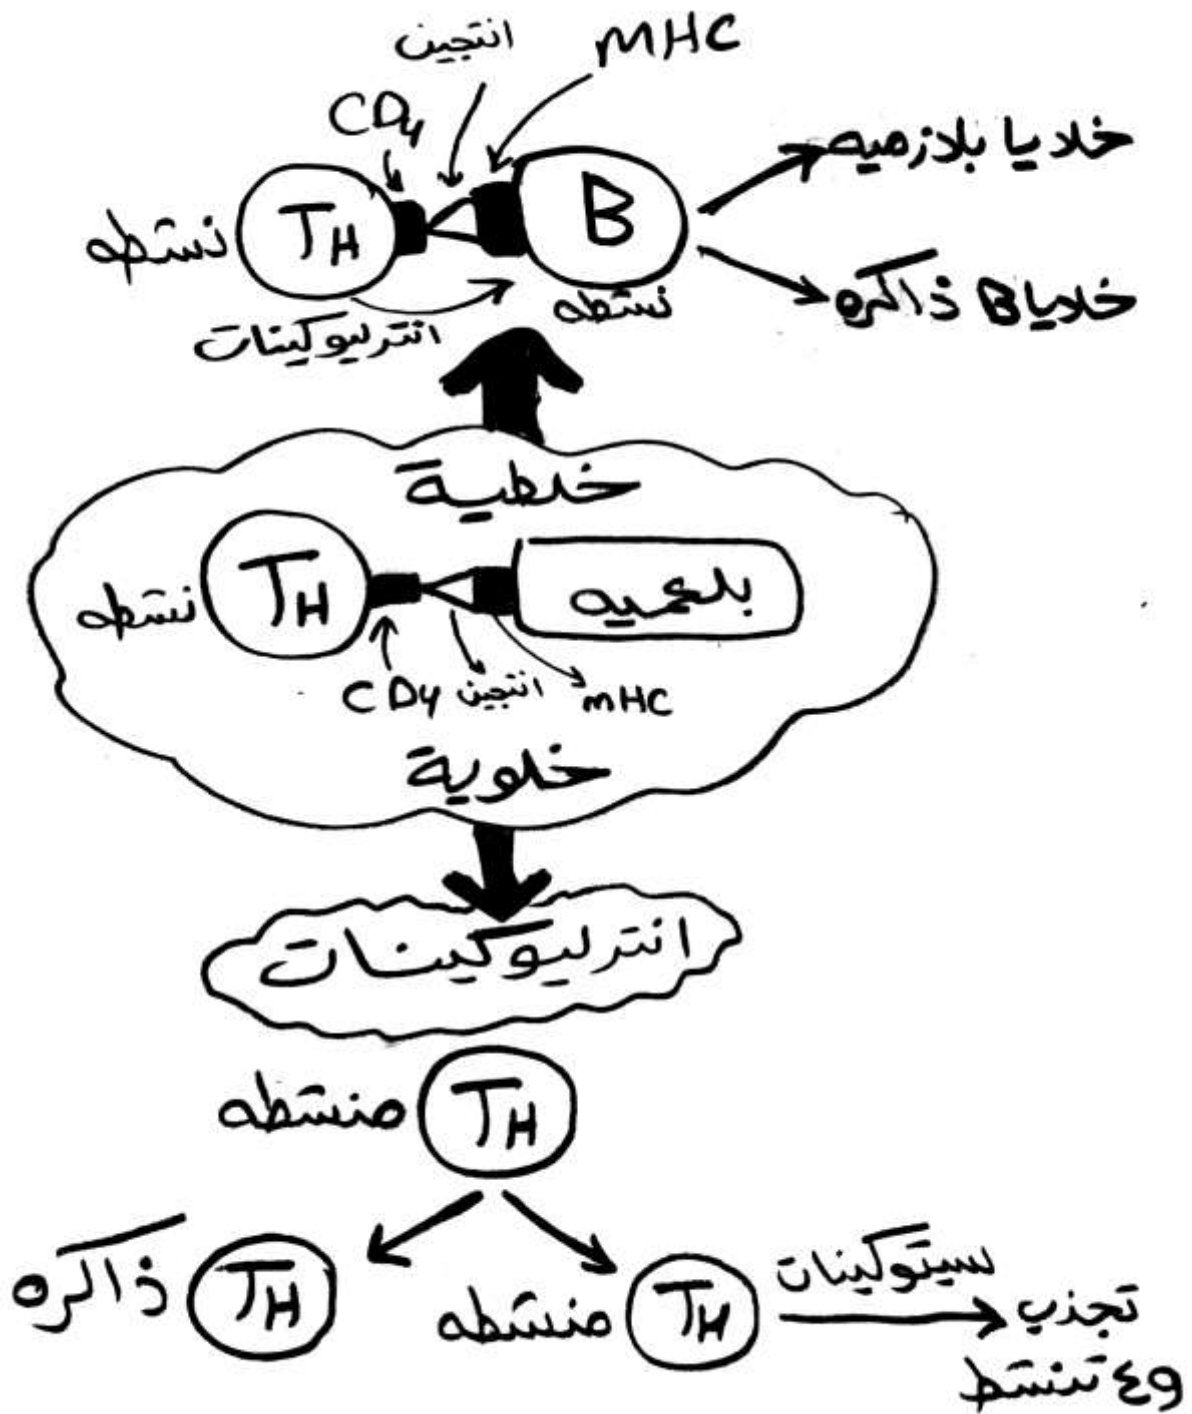 انتجين MHC
CD4
نشطه TH B خلايا بلازميه
انترليوكينات نشطه خلايا B ذاكره
خلطية
نشطه TH بلعميه
CD4 انتجين MHC
خلوية
انترليوكينات
TH منشطه
TH ذاكره
TH منشطه سيتوكينات تجذب
و٤ تنشط